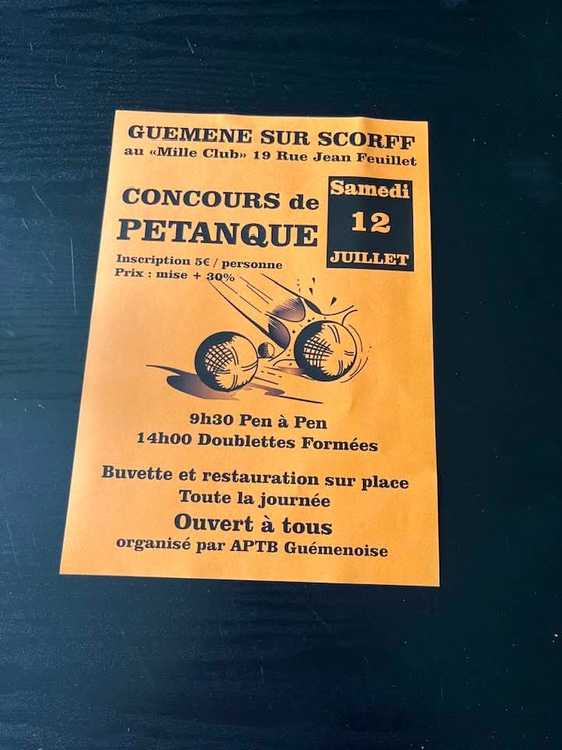 GUEMENE SUR SCORFF
au «Mille Club» 19 Rue Jean Feuillet
CONCOURS de
PETANQUE
Samedi
12
JUILLET
Inscription 5€ / personne
Prix : mise + 30%
9h30 Pen à Pen
14h00 Doublettes Formées
Buvette et restauration sur place
Toute la journée
Ouvert à tous
organisé par APTB Guémenoise